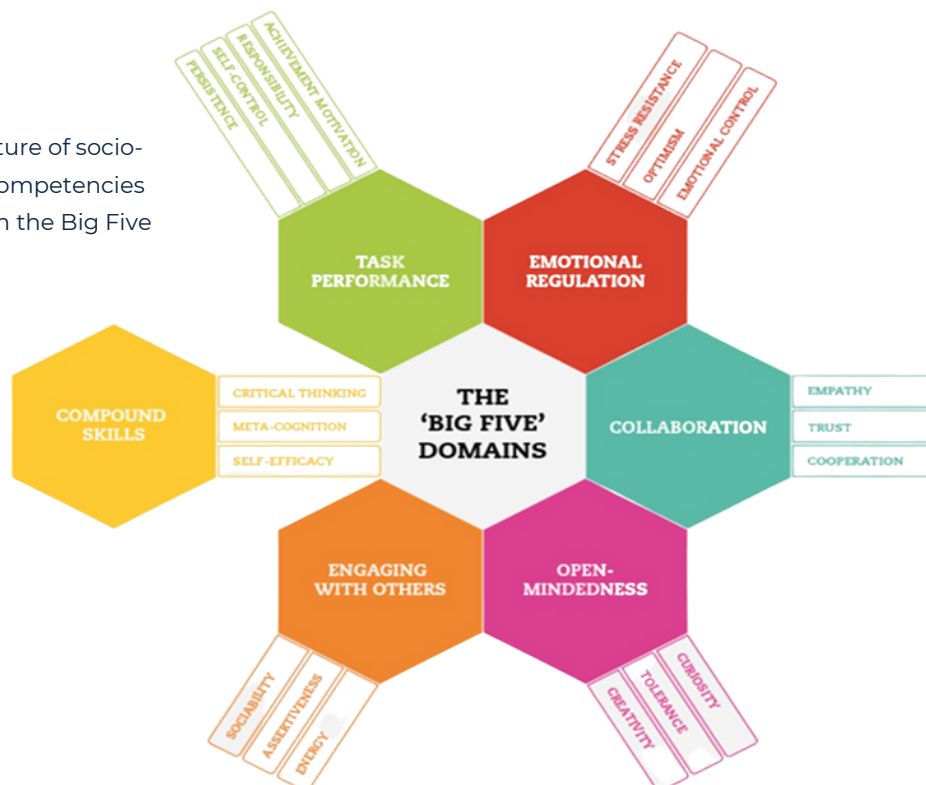 ture of socio-
ompetencies
n the Big Five
ACHIEVEMENT MOTIVATION
RESPONSIBILITY
SELF-CONTROL
PERSISTENCE
STRESS RESISTANCE
OPTIMISM
EMOTIONAL CONTROL
TASK
PERFORMANCE
EMOTIONAL
REGULATION
COMPOUND
SKILLS
CRITICAL THINKING
META-COGNITION
SELF-EFFICACY
THE
‘BIG FIVE’
DOMAINS
COLLABORATION
EMPATHY
TRUST
COOPERATION
ENGAGING
WITH OTHERS
OPEN-
MINDEDNESS
SOCIABILITY
ASSERTIVENESS
ENERGY
CREATIVITY
TOLERANCE
CURIOSITY